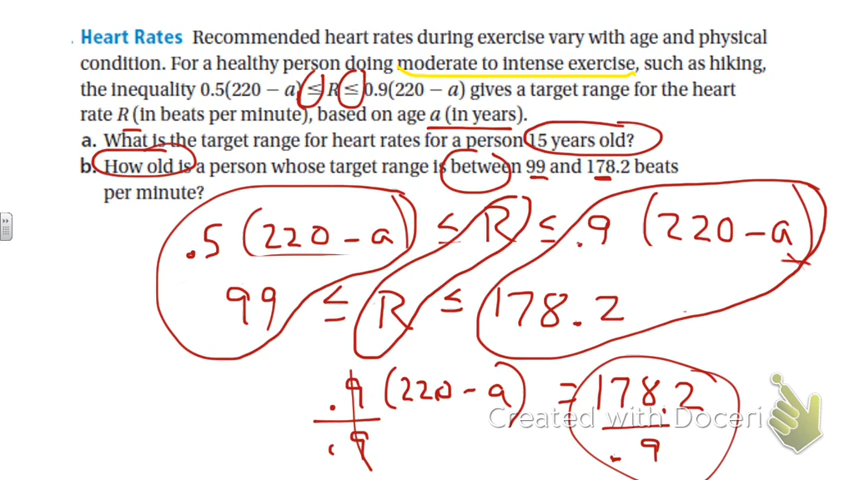 Heart Rates Recommended heart rates during exercise vary with age and physical
condition. For a healthy person doing moderate to intense exercise, such as hiking,
the inequality 0.5(220 – a) ≤ R ≤ 0.9(220 – a) gives a target range for the heart
rate R (in beats per minute), based on age a (in years).
a. What is the target range for heart rates for a person 15 years old?
b. How old is a person whose target range is between 99 and 178.2 beats
per minute?
.5 (220 – a) ≤ R ≤ .9 (220 – a)
99 ≤ R ≤ 178.2
.9 (220 – a) = 178.2
.9 .9
Created with Doceri